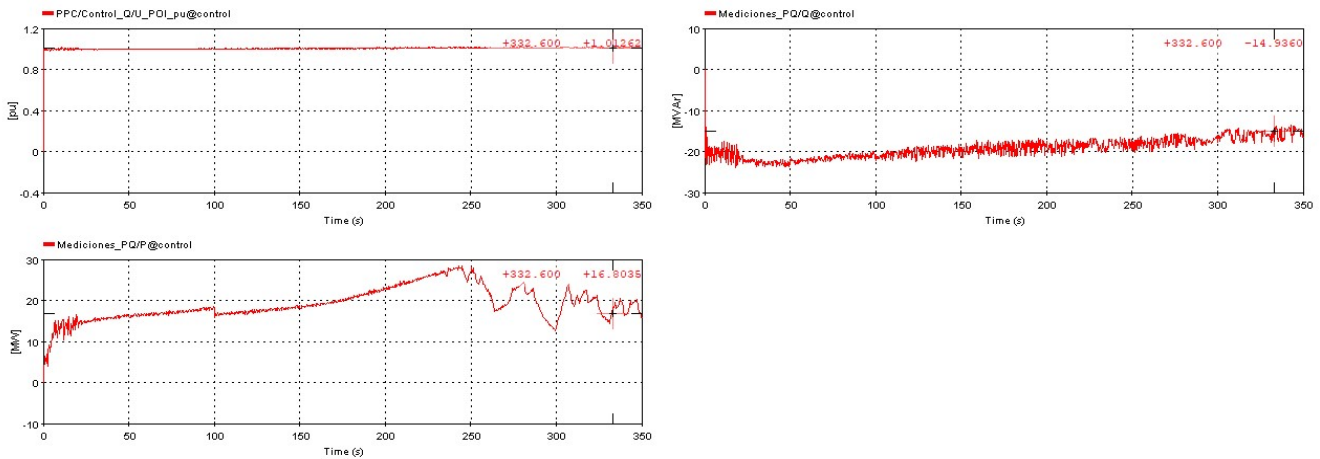 PPC/Control_Q/U_POI_pu@control
1.2
0.8
0.4
0
-0.4
[pu]
+332.600 +1.01262
0 50 100 150 200 250 300 350
Time (s)
Mediciones_PQ/Q@control
10
0
-10
-20
-30
[MVAr]
+332.600 -14.9360
0 50 100 150 200 250 300 350
Time (s)
Mediciones_PQ/P@control
30
20
10
0
-10
[MW]
+332.600 +16.8035
0 50 100 150 200 250 300 350
Time (s)